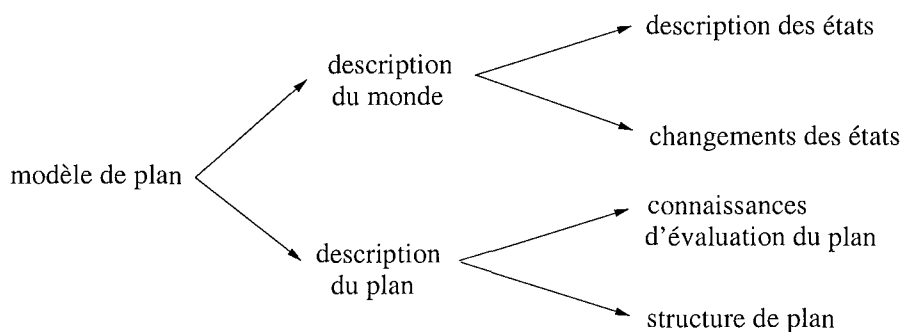 description des états
description
du monde
changements des états
modèle de plan
connaissances
d'évaluation du plan
description
du plan
structure de plan